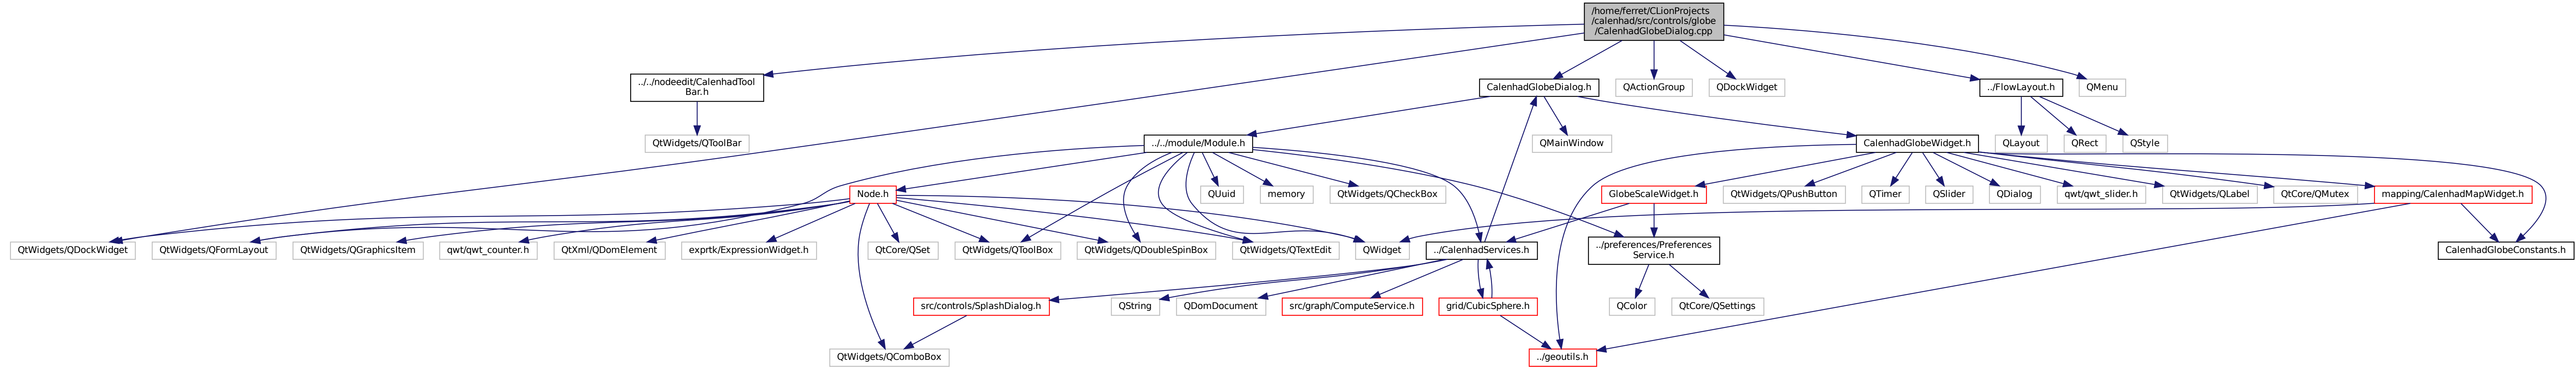 /home/ferret/CLionProjects
/calenhad/src/controls/globe
/CalenhadGlobeDialog.cpp
../../nodeedit/CalenhadTool
Bar.h
CalenhadGlobeDialog.h
QActionGroup
QDockWidget
../FlowLayout.h
QMenu
QtWidgets/QToolBar
../../module/Module.h
QMainWindow
CalenhadGlobeWidget.h
QLayout
QRect
QStyle
Node.h
QUuid
memory
QtWidgets/QCheckBox
GlobeScaleWidget.h
QtWidgets/QPushButton
QTimer
QSlider
QDialog
qwt/qwt_slider.h
QtWidgets/QLabel
QtCore/QMutex
mapping/CalenhadMapWidget.h
QtWidgets/QDockWidget
QtWidgets/QFormLayout
QtWidgets/QGraphicsItem
qwt/qwt_counter.h
QtXml/QDomElement
exprtk/ExpressionWidget.h
QtCore/QSet
QtWidgets/QToolBox
QtWidgets/QDoubleSpinBox
QtWidgets/QTextEdit
QWidget
../CalenhadServices.h
../preferences/Preferences
Service.h
CalenhadGlobeConstants.h
src/controls/SplashDialog.h
QString
QDomDocument
src/graph/ComputeService.h
grid/CubicSphere.h
QColor
QtCore/QSettings
QtWidgets/QComboBox
../geoutils.h